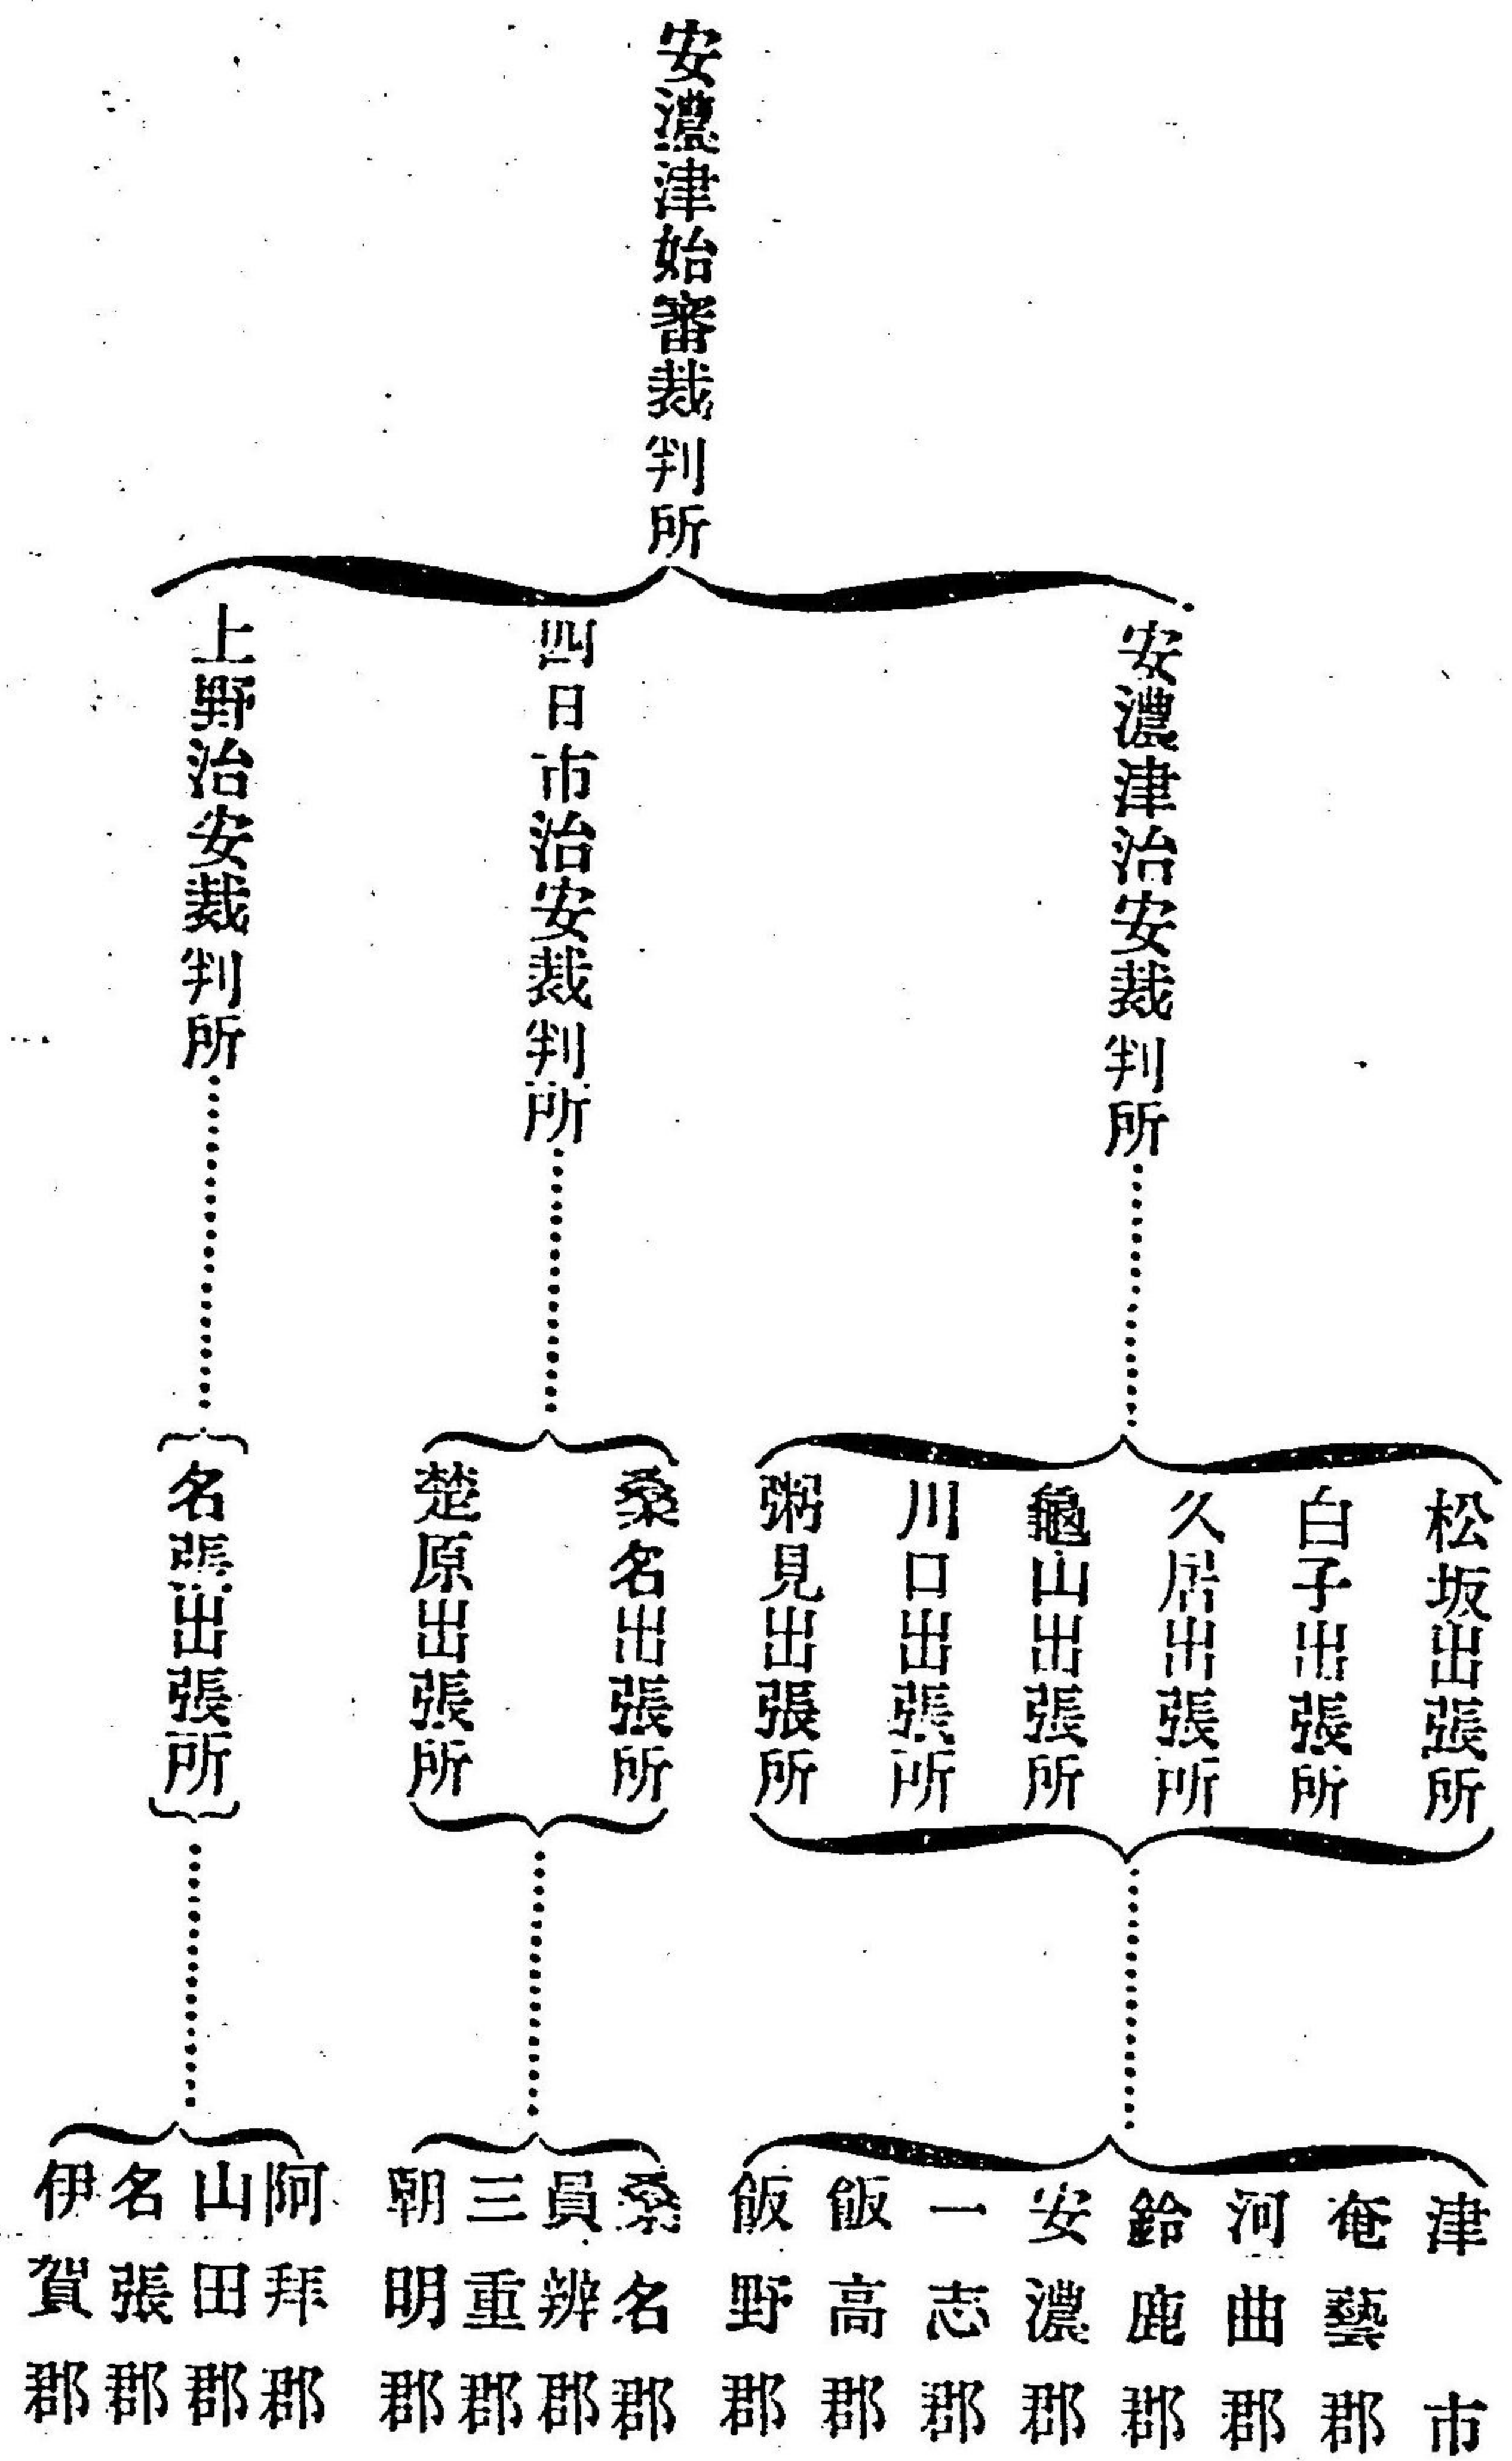 安濃津始審裁判所
安濃津治安裁判所
四日市治安裁判所
上野治安裁判所
松坂出張所
白子出張所
久居出張所
龜山出張所
川口出張所
粥見出張所
桑名出張所
楚原出張所
名張出張所
津市
奄藝郡
河曲郡
鈴鹿郡
安濃郡
一志郡
飯高郡
飯野郡
桑名郡
員辨郡
三重郡
朝明郡
阿拜郡
山田郡
名張郡
伊賀郡